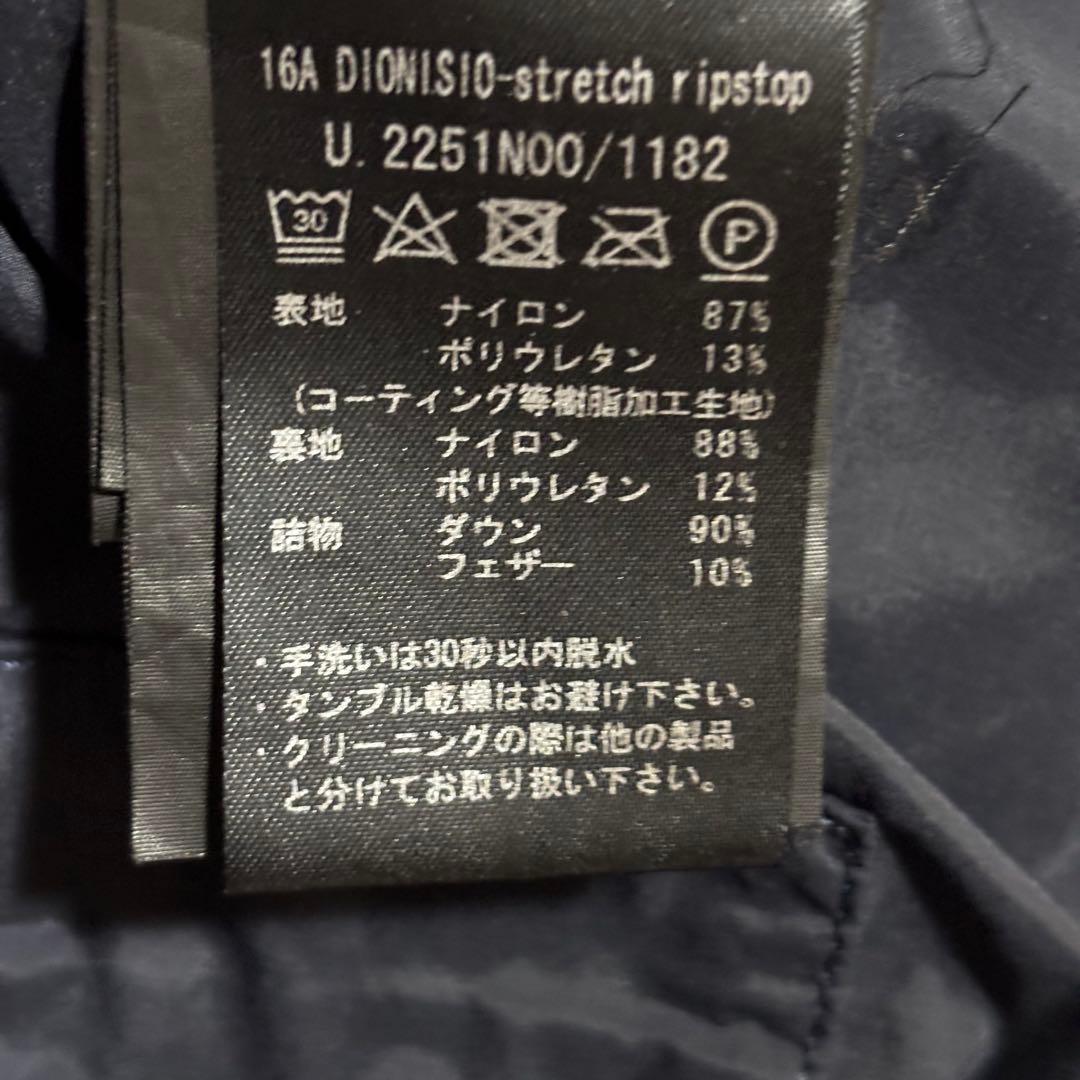 16A DIONISIO-stretch ripstop
U. 2251N00/1182
30 P
表地 ナイロン 87%
ポリウレタン 13%
(コーティング等樹脂加工生地)
裏地 ナイロン 88%
ポリウレタン 12%
詰物 ダウン 90%
フェザー 10%
・手洗いは30秒以内脱水
・タンブル乾燥はお避け下さい。
・クリーニングの際は他の製品
と分けてお取り扱い下さい。